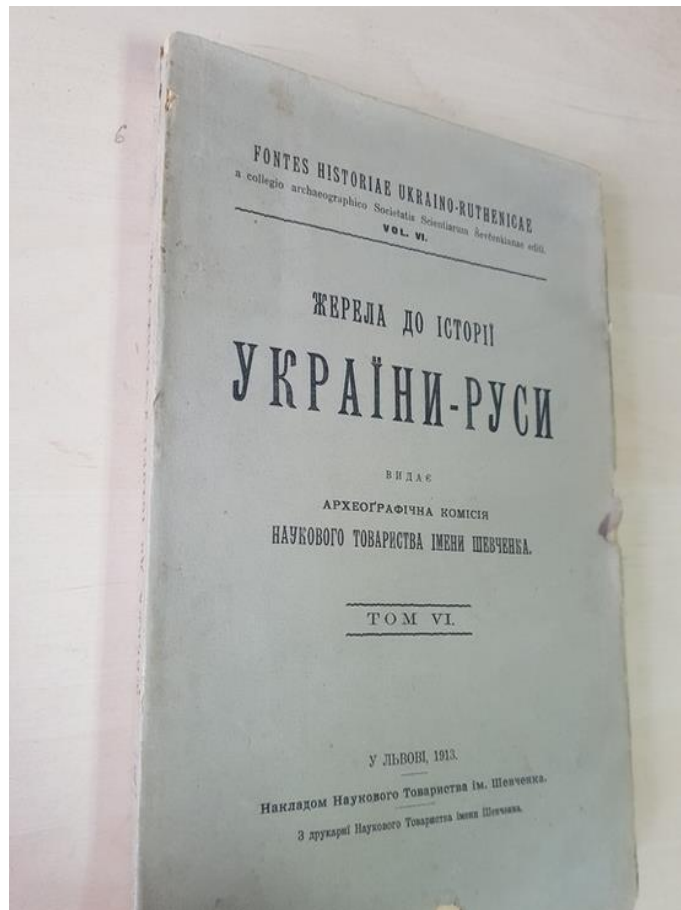 6
FONTES HISTORIAE UKRAINO-RUTHENICAE
a collegio archaeographico Societatis Scientiarum Ševčenkianae editi.
VOL. VI.
ЖЕРЕЛА ДО ІСТОРІЇ
УКРАЇНИ-РУСИ
ВИДАЄ
АРХЕОҐРАФІЧНА КОМІСІЯ
НАУКОВОГО ТОВАРИСТВА ІМЕНИ ШЕВЧЕНКА.
ТОМ VI.
У ЛЬВОВІ, 1913.
Накладом Наукового Товариства ім. Шевченка.
З друкарні Наукового Товариства імени Шевченка.